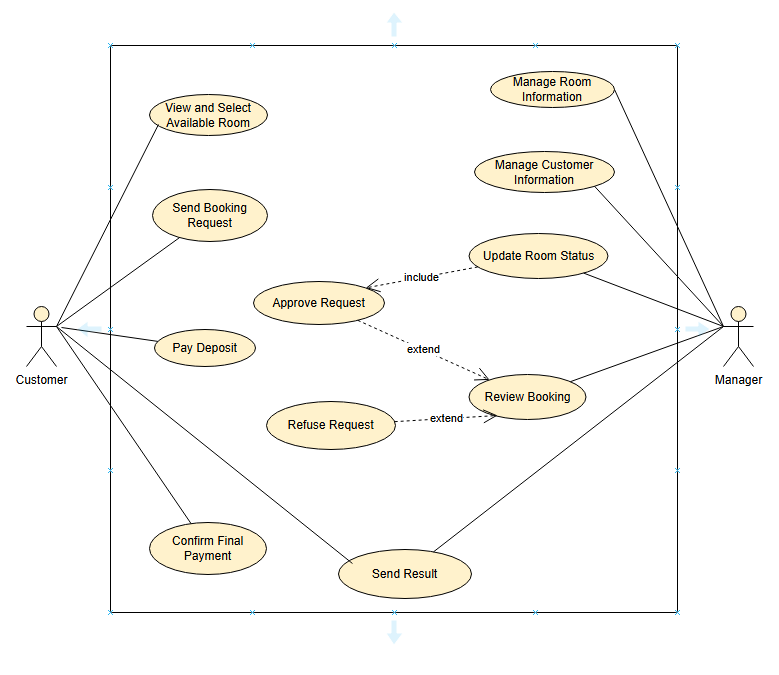 View and Select
Available Room
Manage Room
Information
Manage Customer
Information
Send Booking
Request
Update Room Status
include
Approve Request
extend
Pay Deposit
Customer
Manager
Review Booking
extend
Refuse Request
Confirm Final
Payment
Send Result